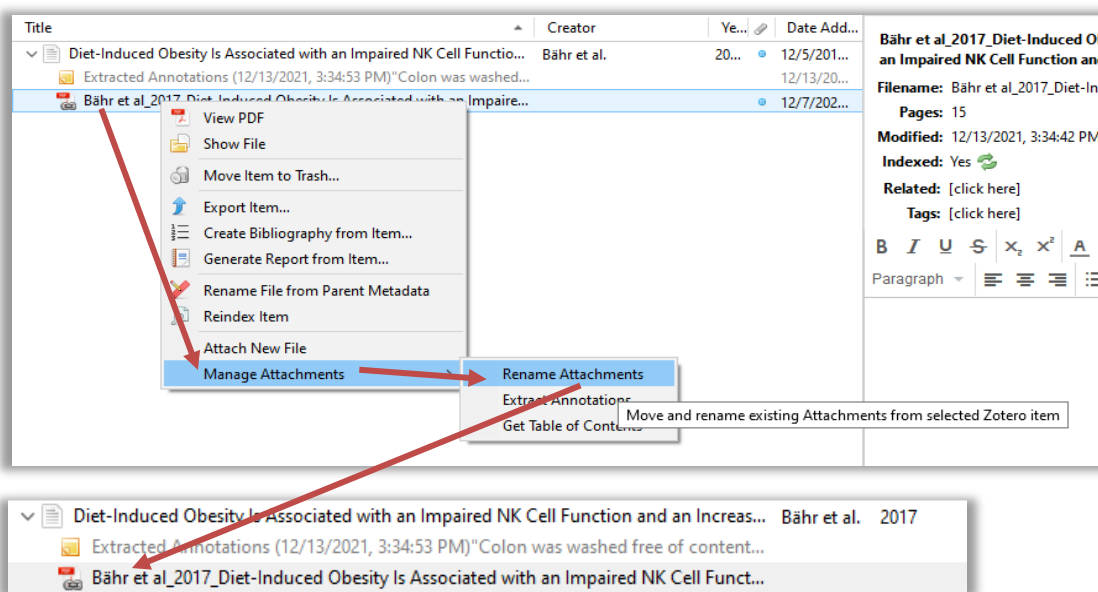 Title Creator Ye... Date Add...
Diet-Induced Obesity Is Associated with an Impaired NK Cell Functio... Bähr et al. 20... 12/5/201...
Extracted Annotations (12/13/2021, 3:34:53 PM)"Colon was washed... 12/13/20...
Bähr et al_2017_Diet-Induced Obesity Is Associated with an Impaire... 12/7/202...
View PDF
Show File
Move Item to Trash...
Export Item...
Create Bibliography from Item...
Generate Report from Item...
Rename File from Parent Metadata
Reindex Item
Attach New File
Manage Attachments
Rename Attachments
Extract Annotations
Get Table of Contents
Move and rename existing Attachments from selected Zotero item
Bähr et al_2017_Diet-Induced O
an Impaired NK Cell Function an
Filename: Bähr et al_2017_Diet-In
Pages: 15
Modified: 12/13/2021, 3:34:42 PM
Indexed: Yes
Related: [click here]
Tags: [click here]
B I U S X₂ X² A
Paragraph
Diet-Induced Obesity Is Associated with an Impaired NK Cell Function and an Increas... Bähr et al. 2017
Extracted Annotations (12/13/2021, 3:34:53 PM)"Colon was washed free of content...
Bähr et al_2017_Diet-Induced Obesity Is Associated with an Impaired NK Cell Funct...